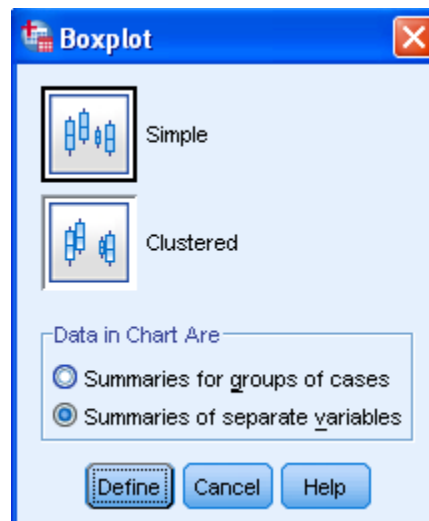 Boxplot
Simple
Clustered
Data in Chart Are
Summaries for groups of cases
Summaries of separate variables
Define Cancel Help